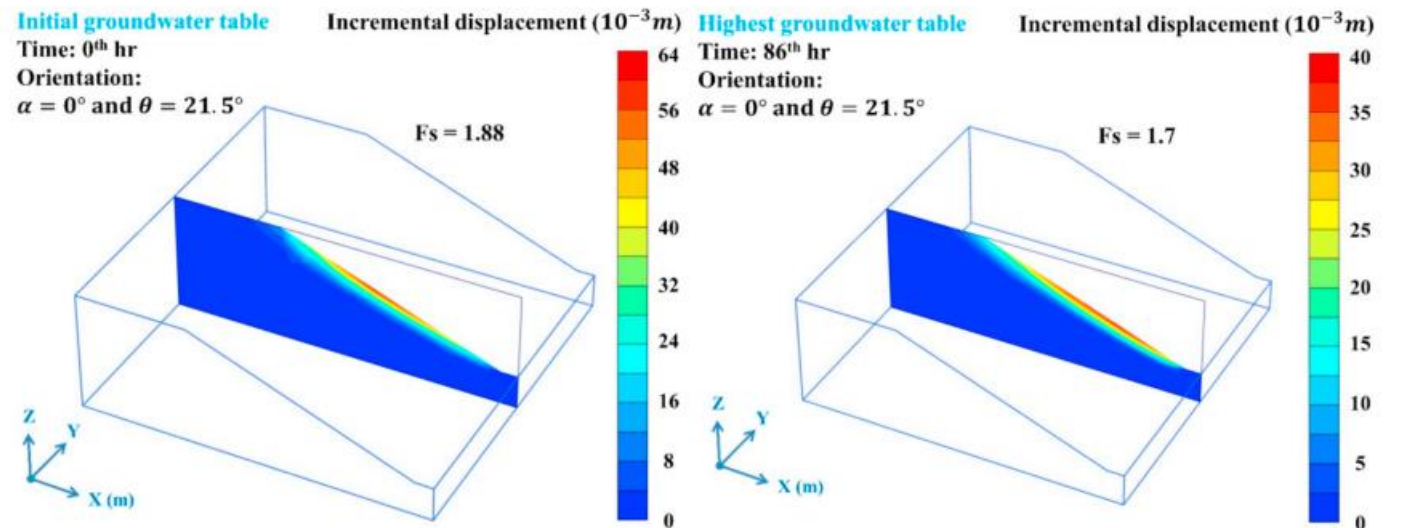 Initial groundwater table
Incremental displacement (10⁻³m)
Time: 0ᵗʰ hr
Orientation:
α = 0° and θ = 21.5°
Fs = 1.88
64
56
48
40
32
24
16
8
0
Z
Y
X (m)
Highest groundwater table
Incremental displacement (10⁻³m)
Time: 86ᵗʰ hr
Orientation:
α = 0° and θ = 21.5°
Fs = 1.7
40
35
30
25
20
15
10
5
0
Z
Y
X (m)